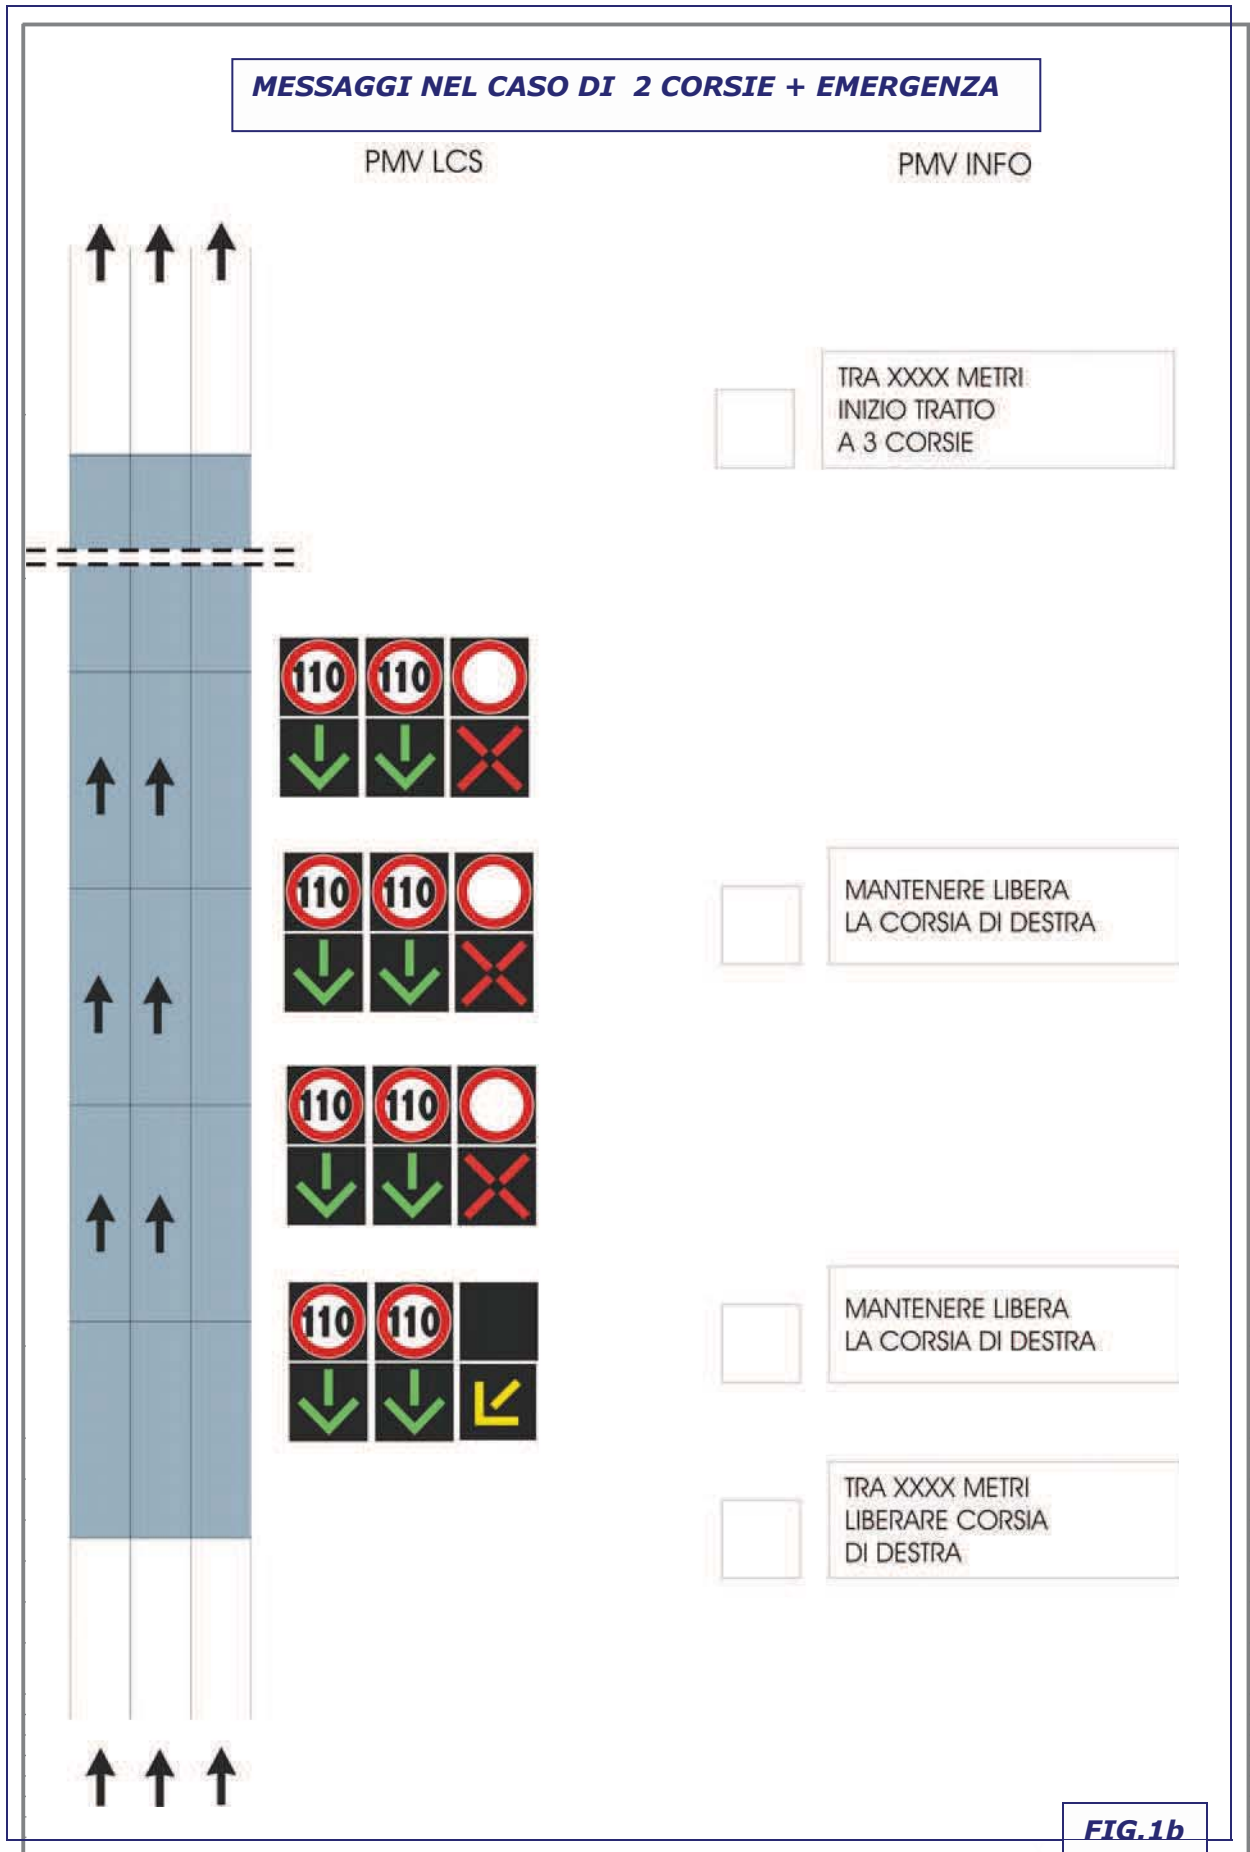 MESSAGGI NEL CASO DI 2 CORSIE + EMERGENZA
PMV LCS
PMV INFO
TRA XXXX METRI
INIZIO TRATTO
A 3 CORSIE
110 110
110 110
MANTENERE LIBERA
LA CORSIA DI DESTRA
110 110
110 110
MANTENERE LIBERA
LA CORSIA DI DESTRA
TRA XXXX METRI
LIBERARE CORSIA
DI DESTRA
FIG.1b